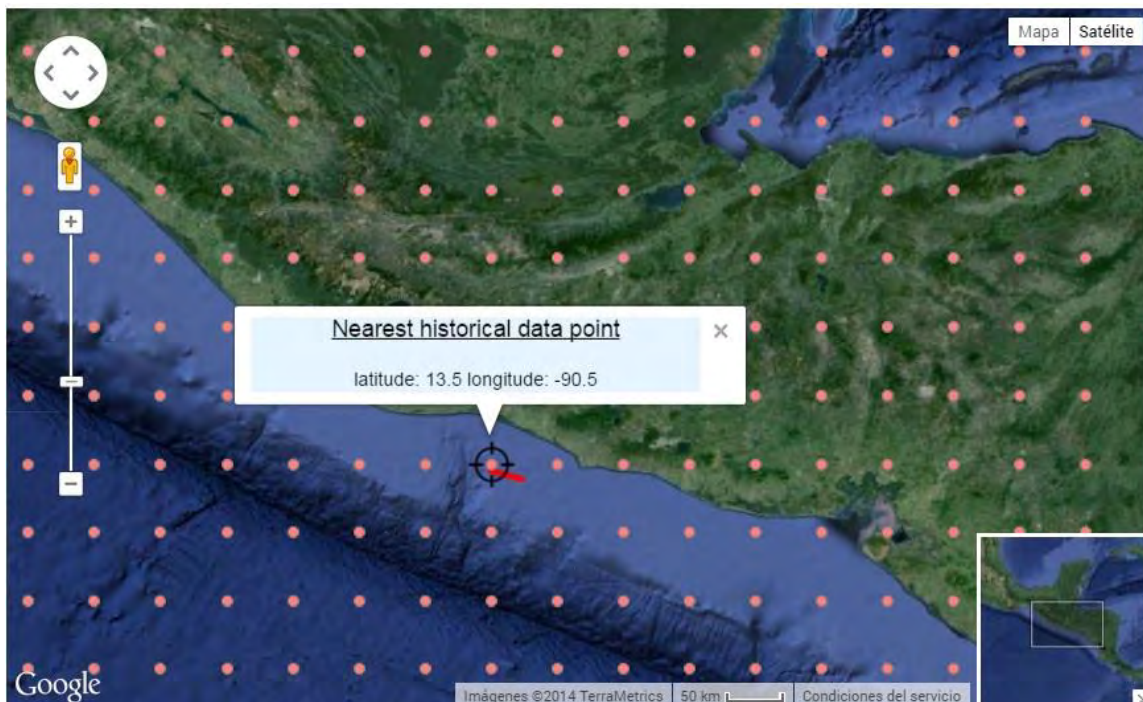 Mapa Satélite
Nearest historical data point
latitude: 13.5 longitude: -90.5
Google
Imágenes ©2014 TerraMetrics 50 km Condiciones del servicio